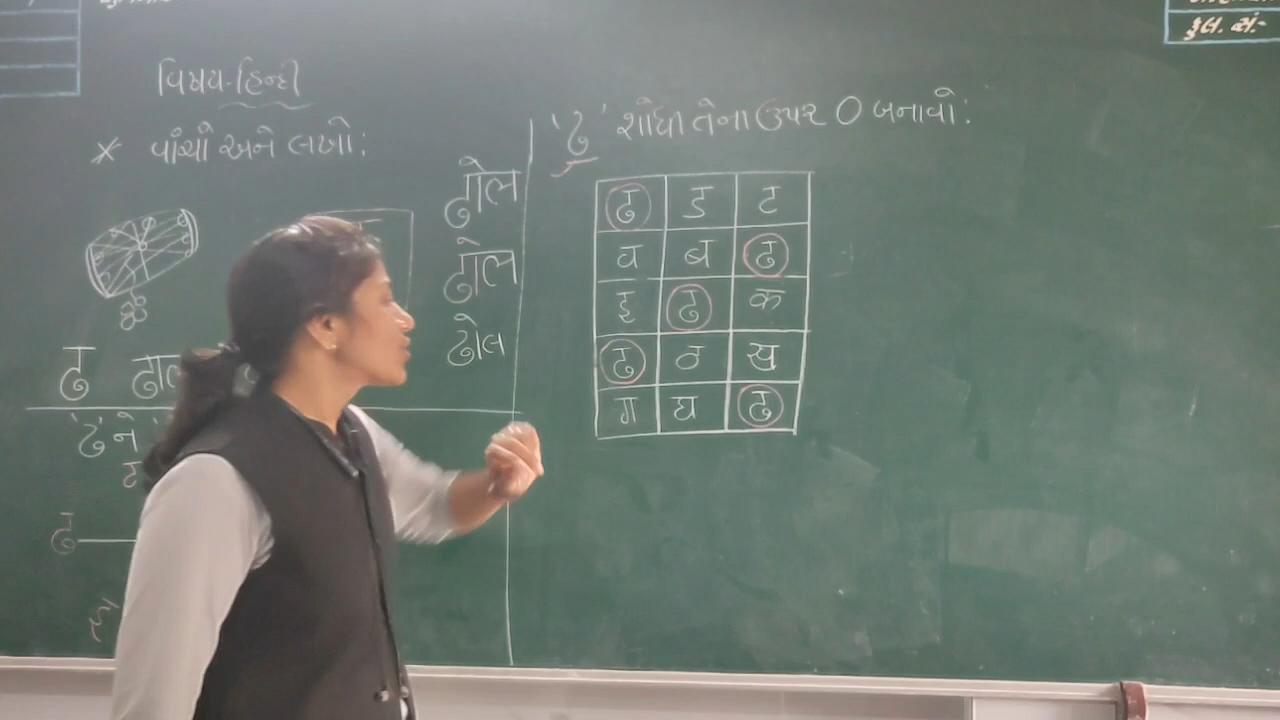 કુલ. સં:-
વિષય-હિન્દી
* વાંચો અને લખો:
ढोल
ढोल
ઢોલ
ढ ढाल
'ઢ' ને
ढ
'ઢ' શોધો તેના ઉપર O બનાવો:
ढ ड ट
व ब ढ
इ ढ क
ढ ठ ख
ग घ ढ